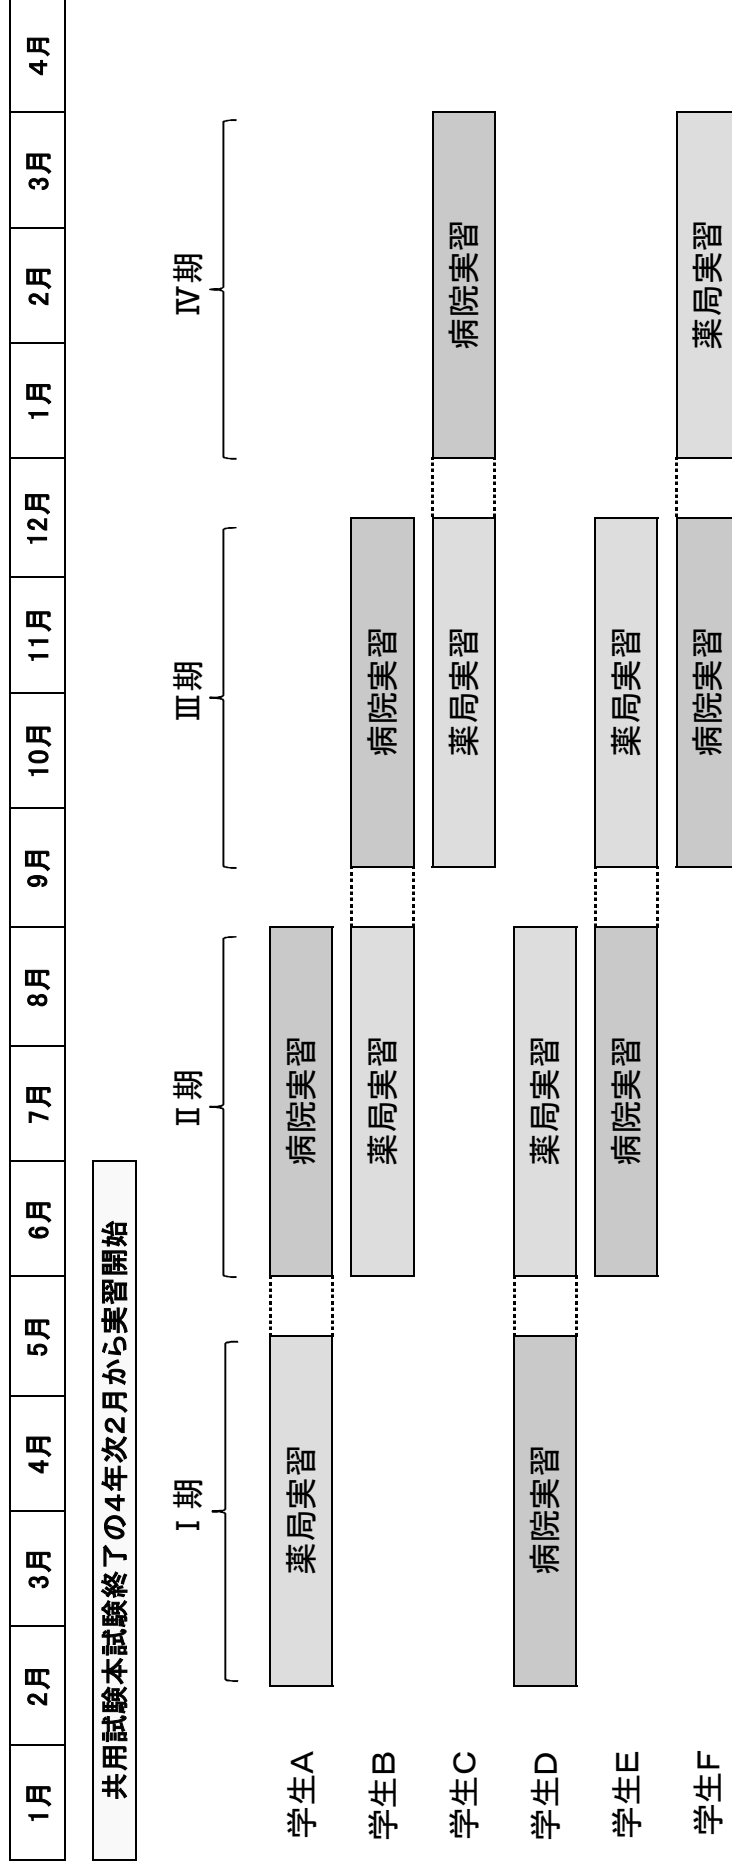 1月 2月 3月 4月 5月 6月 7月 8月 9月 10月 11月 12月 1月 2月 3月 4月
共用試験本試験終了の4年次2月から実習開始
Ⅰ期 Ⅱ期 Ⅲ期 Ⅳ期
学生A 薬局実習 病院実習
学生B 薬局実習 病院実習
学生C 薬局実習 病院実習
学生D 病院実習 薬局実習
学生E 病院実習 薬局実習
学生F 病院実習 薬局実習